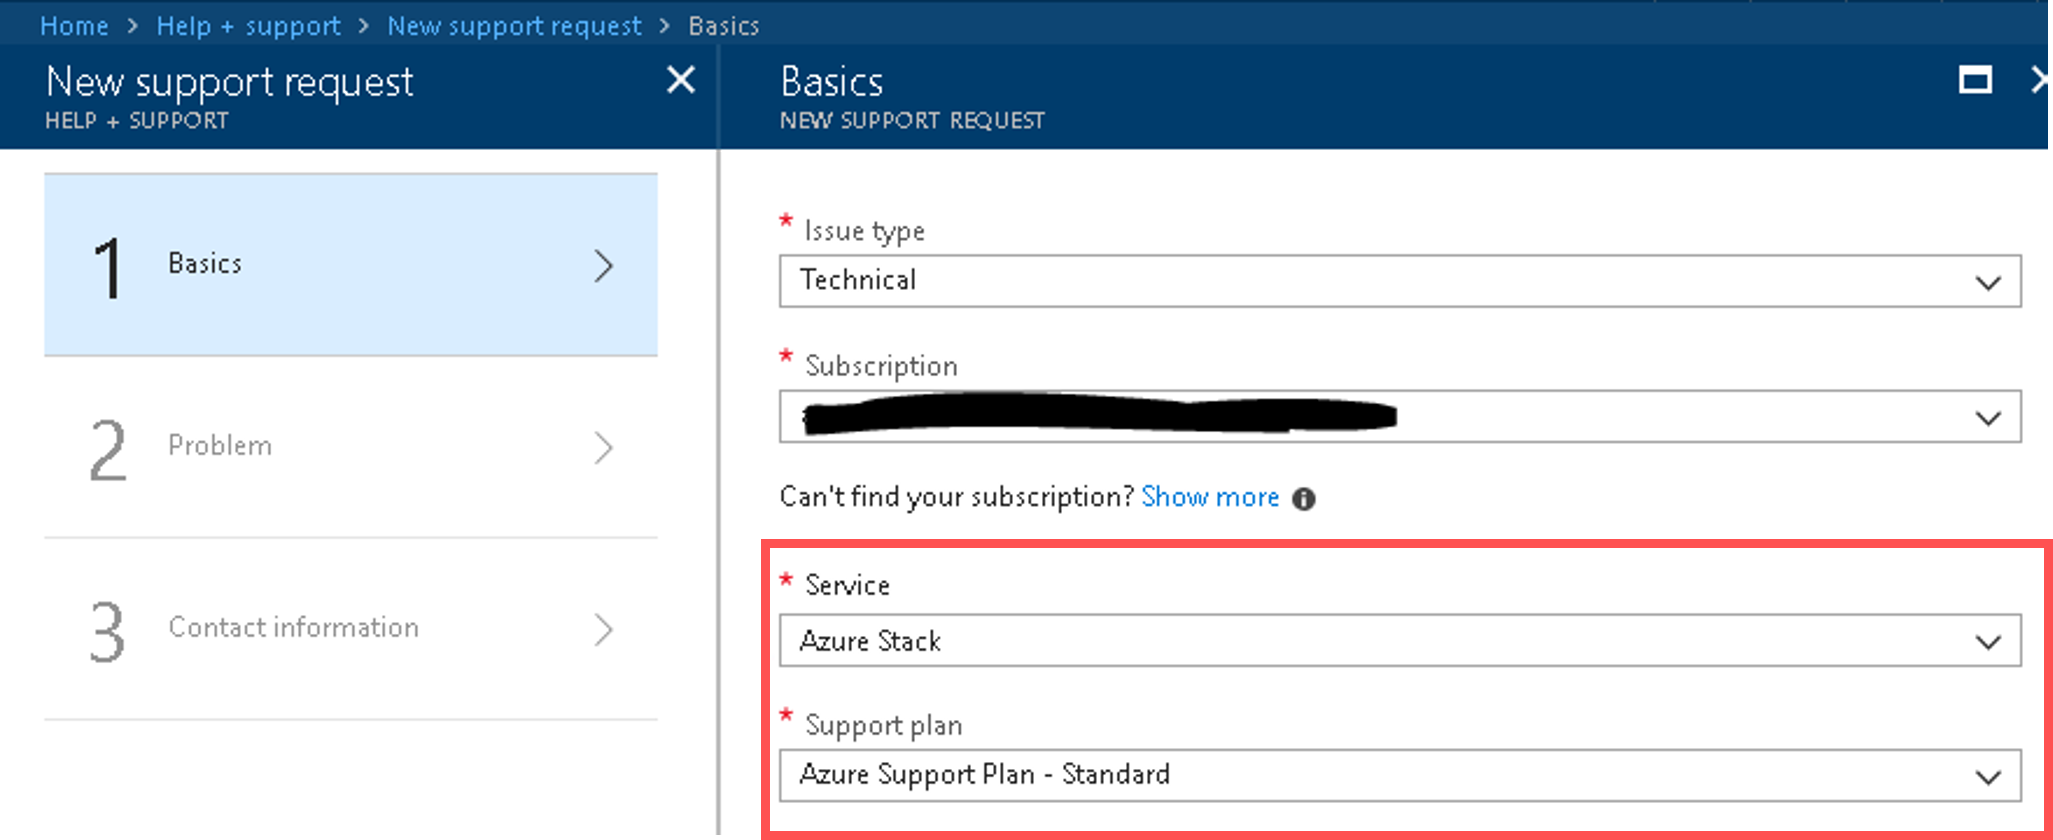 Home > Help + support > New support request > Basics
New support request
HELP + SUPPORT
1 Basics
2 Problem
3 Contact information
Basics
NEW SUPPORT REQUEST
* Issue type
Technical
* Subscription
Can't find your subscription? Show more
* Service
Azure Stack
* Support plan
Azure Support Plan - Standard